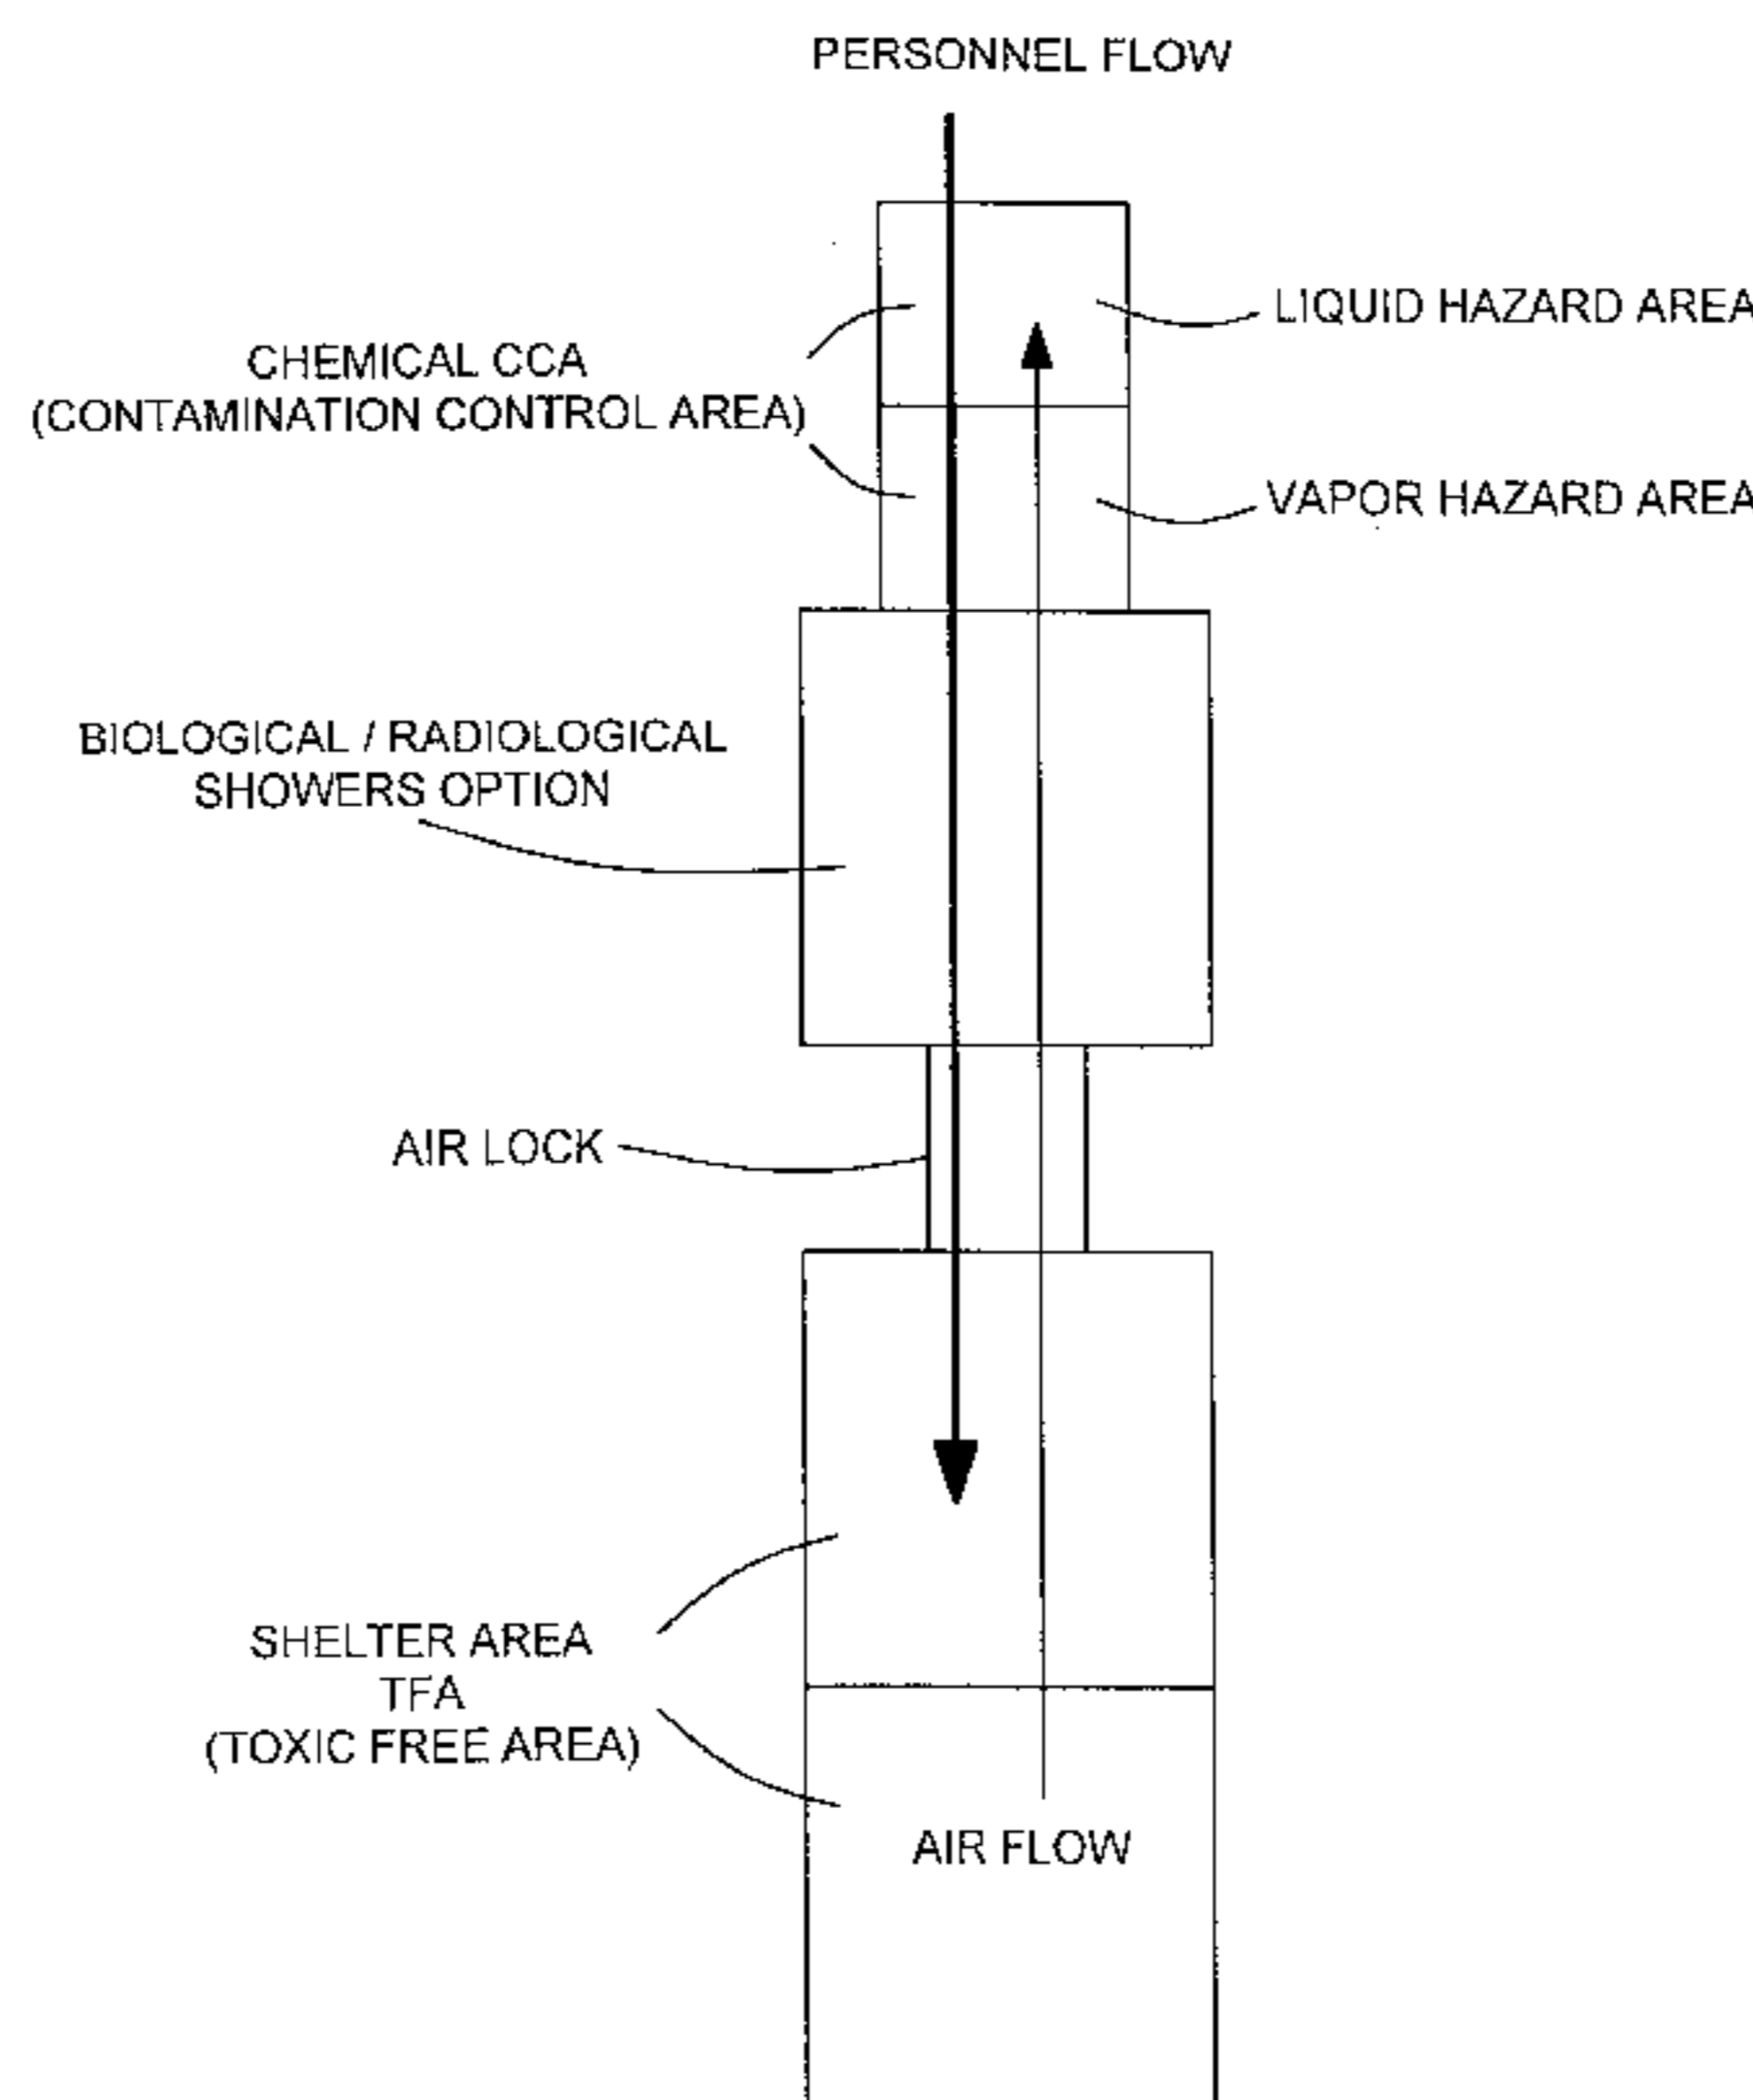 PERSONNEL FLOW
LIQUID HAZARD AREA
CHEMICAL CCA
(CONTAMINATION CONTROL AREA)
VAPOR HAZARD AREA
BIOLOGICAL / RADIOLOGICAL
SHOWERS OPTION
AIR LOCK
SHELTER AREA
TFA
(TOXIC FREE AREA)
AIR FLOW